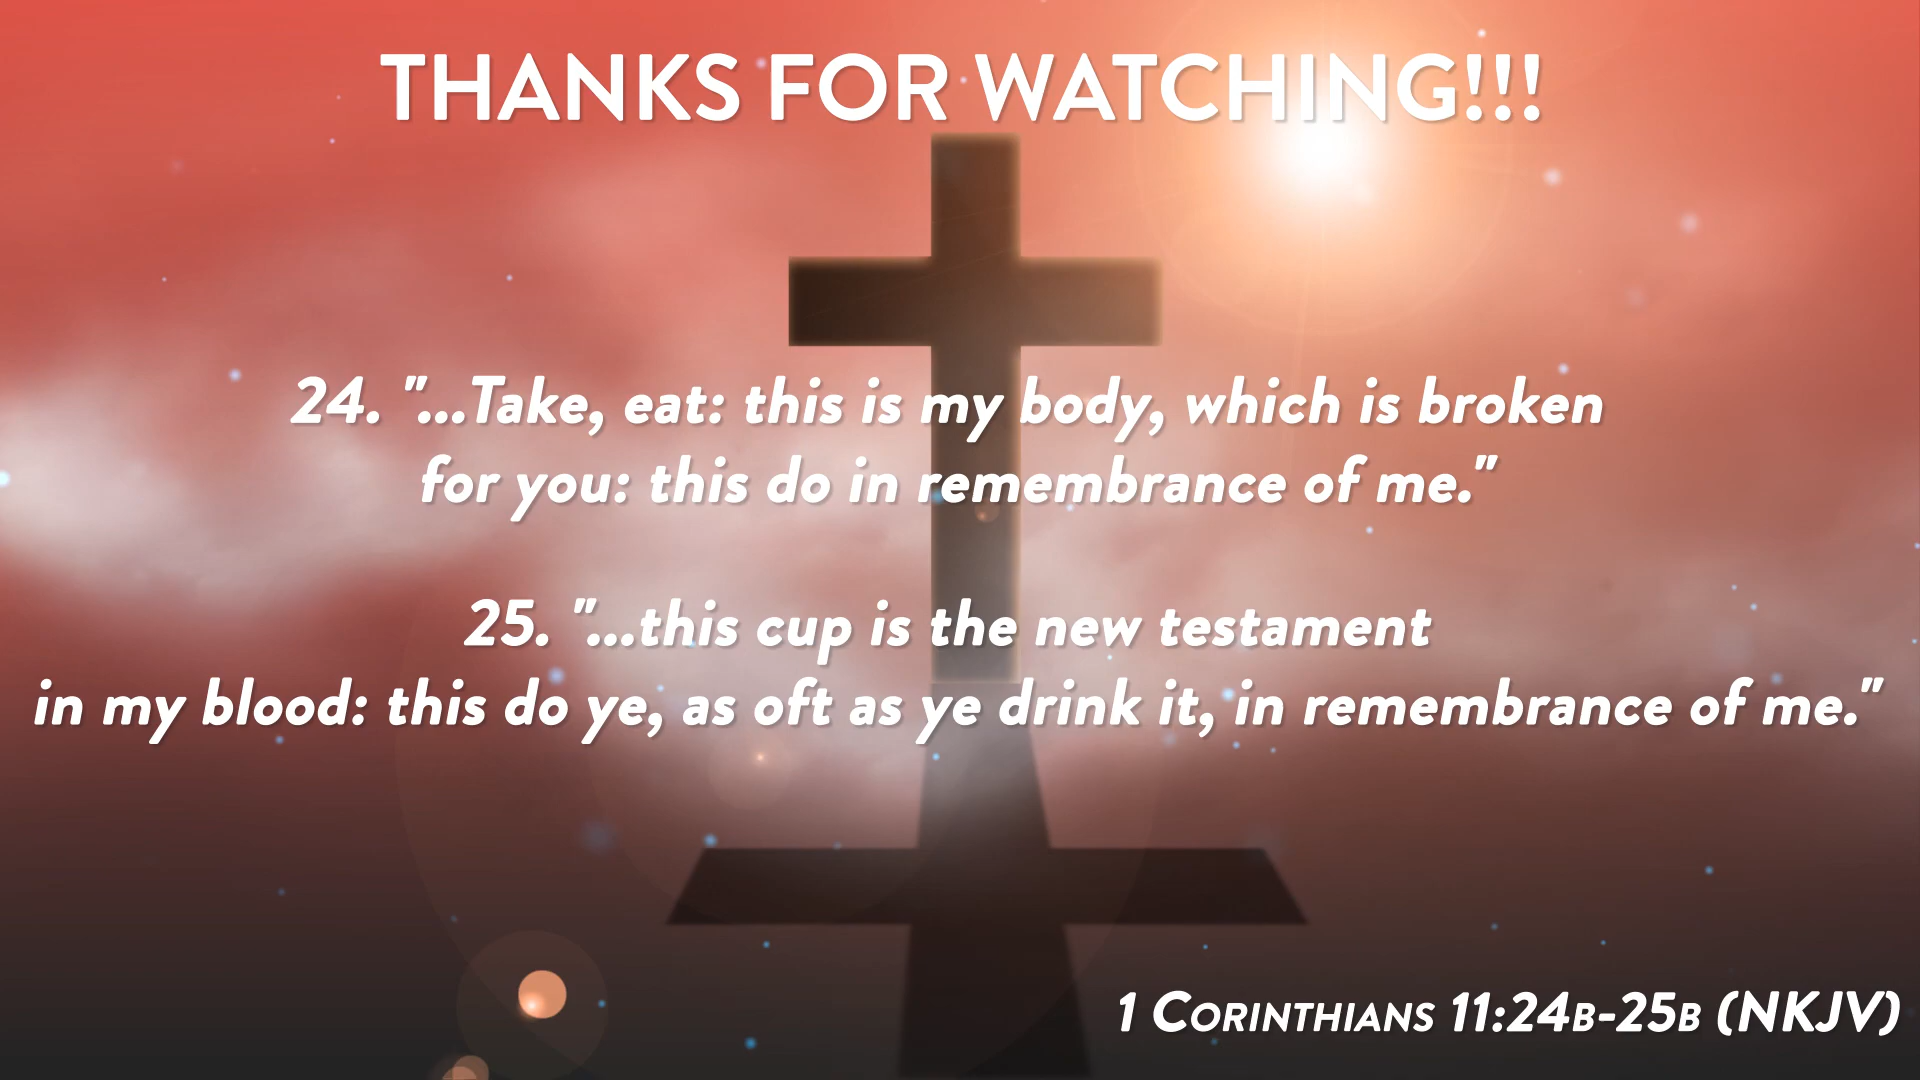 THANKS FOR WATCHING!!!
24. "...Take, eat: this is my body, which is broken
for you: this do in remembrance of me."
25. "...this cup is the new testament
in my blood: this do ye, as oft as ye drink it, in remembrance of me."
1 Corinthians 11:24b-25b (NKJV)